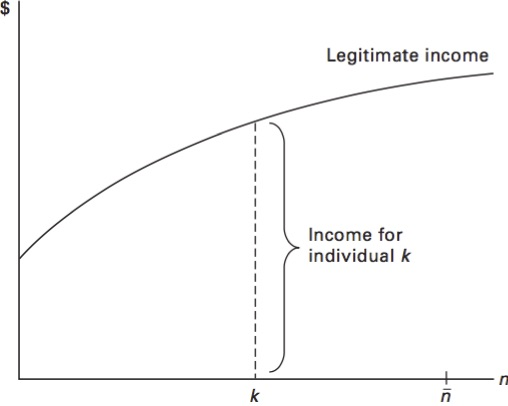 $
Legitimate income
Income for
individual k
k
n̄
n